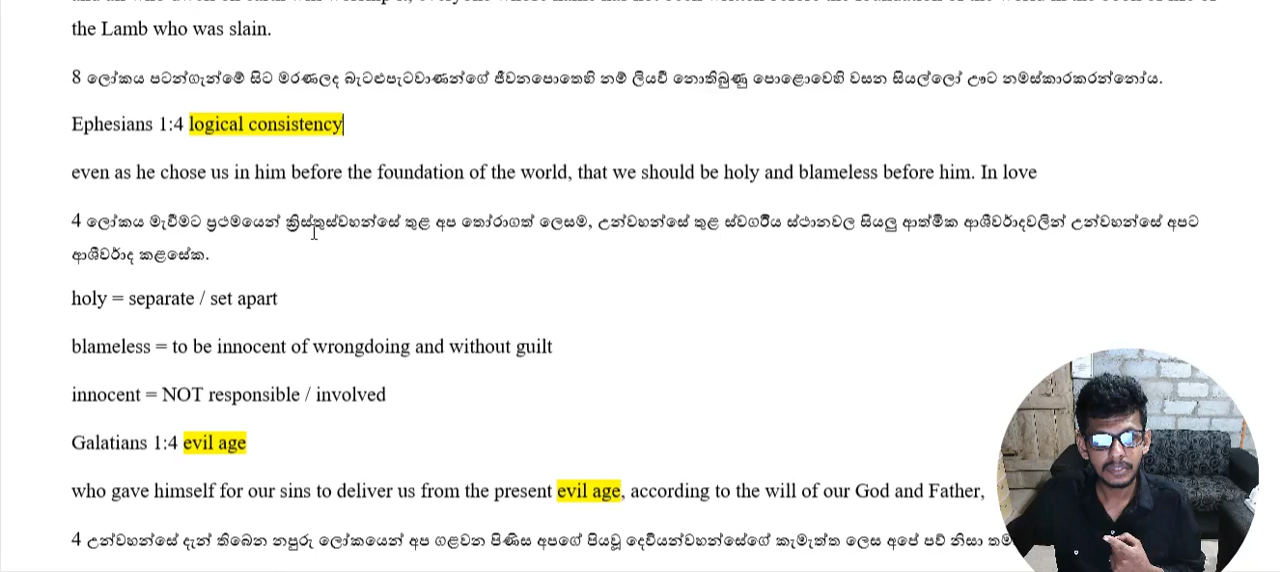 the Lamb who was slain.
8 ලෝකය පටන්ගැන්මේ සිට මරණලද බැටළුපැටවාණන්ගේ ජීවනපොතෙහි නම් ලියවී නොතිබුණු පොළොවෙහි වසන සියල්ලෝ ඌට නමස්කාරකරන්නෝය.
Ephesians 1:4 logical consistency
even as he chose us in him before the foundation of the world, that we should be holy and blameless before him. In love
4 ලෝකය මැවීමට ප්‍රථමයෙන් ක්‍රිස්තුස්වහන්සේ තුළ අප තෝරාගත් ලෙසම, උන්වහන්සේ තුළ ස්වර්ගීය ස්ථානවල සියලු ආත්මික ආශීර්වාදවලින් උන්වහන්සේ අපට
ආශීර්වාද කළසේක.
holy = separate / set apart
blameless = to be innocent of wrongdoing and without guilt
innocent = NOT responsible / involved
Galatians 1:4 evil age
who gave himself for our sins to deliver us from the present evil age, according to the will of our God and Father,
4 උන්වහන්සේ දැන් තිබෙන නපුරු ලෝකයෙන් අප ගළවන පිණිස අපගේ පියවූ දෙවියන්වහන්සේගේ කැමැත්ත ලෙස අපේ පව් නිසා